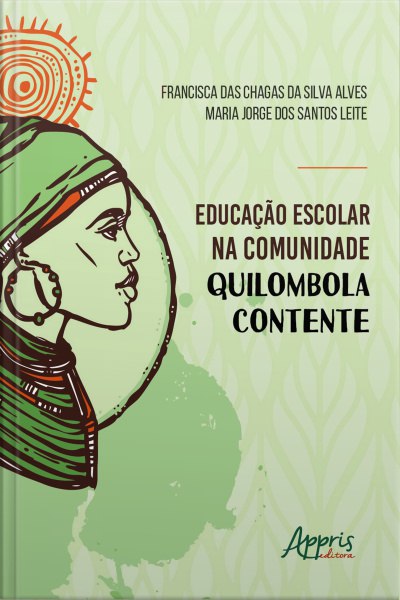 FRANCISCA DAS CHAGAS DA SILVA ALVES
MARIA JORGE DOS SANTOS LEITE
EDUCAÇÃO ESCOLAR
NA COMUNIDADE
QUILOMBOLA
CONTENTE
Appris
editora